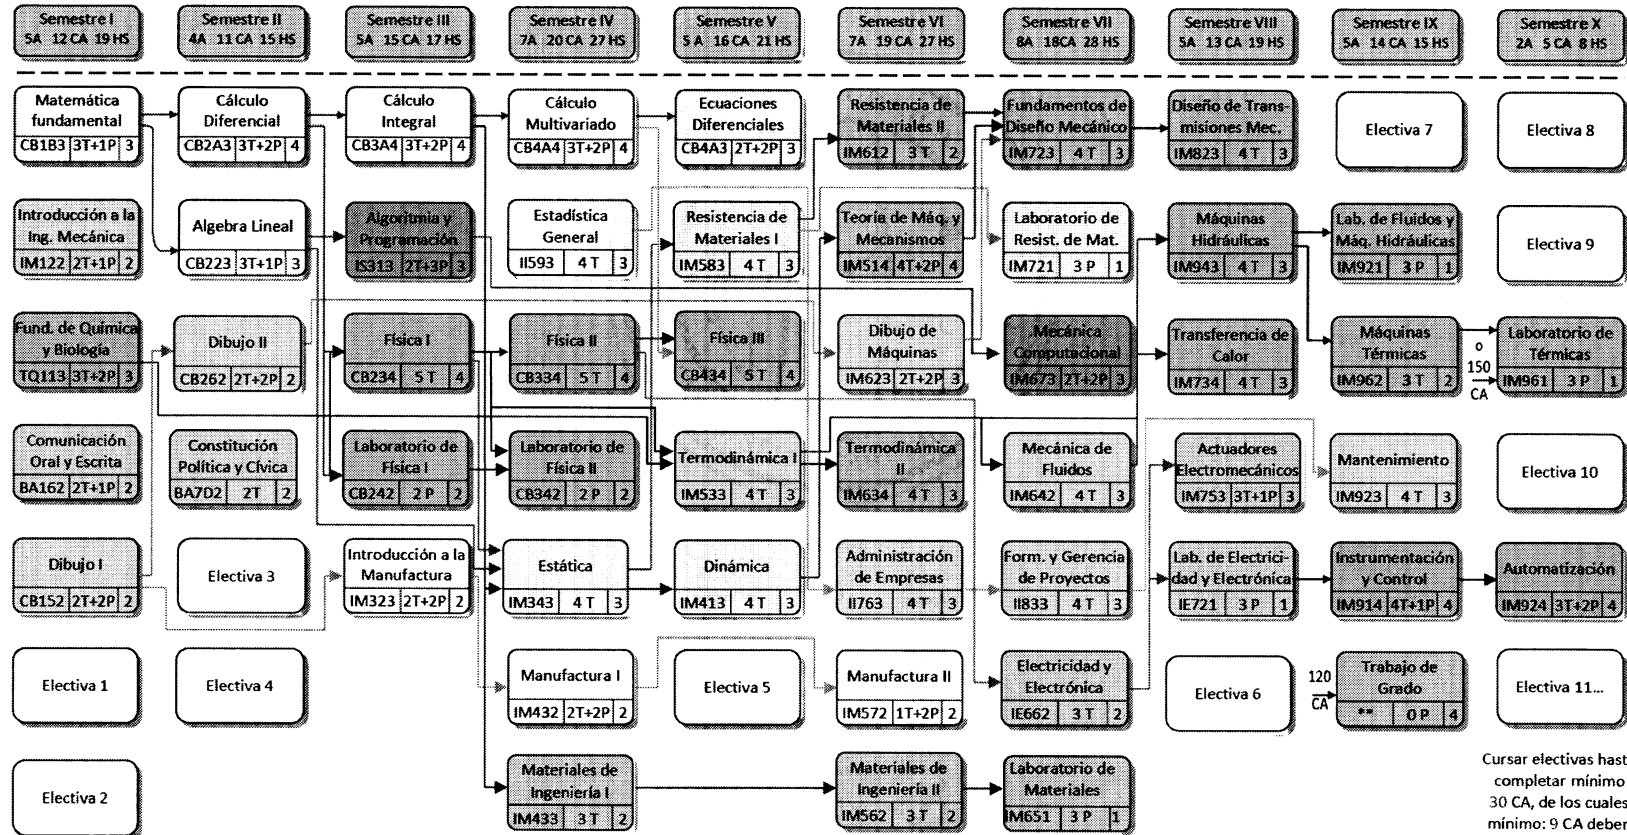 Semestre I
5A 12 CA 19 HS
Semestre II
4A 11 CA 15 HS
Semestre III
5A 15 CA 17 HS
Semestre IV
7A 20 CA 27 HS
Semestre V
5 A 16 CA 21 HS
Semestre VI
7A 19 CA 27 HS
Semestre VII
8A 18CA 28 HS
Semestre VIII
5A 13 CA 19 HS
Semestre IX
5A 14 CA 15 HS
Semestre X
2A 5 CA 8 HS
Matemática
fundamental
CB1B3 3T+1P 3
Cálculo
Diferencial
CB2A3 3T+2P 4
Cálculo
Integral
CB3A4 3T+2P 4
Cálculo
Multivariado
CB4A4 3T+2P 4
Ecuaciones
Diferenciales
CB4A3 2T+2P 3
Resistencia de
Materiales II
IM612 3 T 2
Fundamentos de
Diseño Mecánico
IM723 4 T 3
Diseño de Trans-
misiones Mec.
IM823 4 T 3
Electiva 7
Electiva 8
Introducción a la
Ing. Mecánica
IM122 2T+1P 2
Algebra Lineal
CB223 3T+1P 3
Algoritmia y
Programación
IS313 2T+3P 3
Estadística
General
II593 4 T 3
Resistencia de
Materiales I
IM583 4 T 3
Teoría de Máq. y
Mecanismos
IM514 4T+2P 4
Laboratorio de
Resist. de Mat.
IM721 3 P 1
Máquinas
Hidráulicas
IM943 4 T 3
Lab. de Fluidos y
Máq. Hidráulicas
IM921 3 P 1
Electiva 9
Fund. de Química
y Biología
TQ113 3T+2P 3
Dibujo II
CB262 2T+2P 2
Física I
CB234 5 T 4
Física II
CB334 5 T 4
Física III
CB434 5 T 4
Dibujo de
Máquinas
IM623 2T+2P 3
Mecánica
Computacional
IM673 2T+2P 3
Transferencia de
Calor
IM734 4 T 3
Máquinas
Térmicas
IM962 3 T 2
o
150
CA
Laboratorio de
Térmicas
IM961 3 P 1
Comunicación
Oral y Escrita
BA162 2T+1P 2
Constitución
Política y Cívica
BA7D2 2T 2
Laboratorio de
Física I
CB242 2 P 2
Laboratorio de
Física II
CB342 2 P 2
Termodinámica I
IM533 4 T 3
Termodinámica
II
IM634 4 T 3
Mecánica de
Fluidos
IM642 4 T 3
Actuadores
Electromecánicos
IM753 3T+1P 3
Mantenimiento
IM923 4 T 3
Electiva 10
Dibujo I
CB152 2T+2P 2
Electiva 3
Introducción a la
Manufactura
IM323 2T+2P 2
Estática
IM343 4 T 3
Dinámica
IM413 4 T 3
Administración
de Empresas
II763 4 T 3
Form. y Gerencia
de Proyectos
II833 4 T 3
Lab. de Electrici-
dad y Electrónica
IE721 3 P 1
Instrumentación
y Control
IM914 4T+1P 4
Automatización
IM924 3T+2P 4
Electiva 1
Electiva 4
Manufactura I
IM432 2T+2P 2
Electiva 5
Manufactura II
IM572 1T+2P 2
Electricidad y
Electrónica
IE662 3 T 2
Electiva 6
120
CA
Trabajo de
Grado
** 0 P 4
Electiva 11...
Electiva 2
Materiales de
Ingeniería I
IM433 3 T 2
Materiales de
Ingeniería II
IM562 3 T 2
Laboratorio de
Materiales
IM651 3 P 1
Cursar electivas hast
completar mínimo
30 CA, de los cuales
mínimo: 9 CA deber